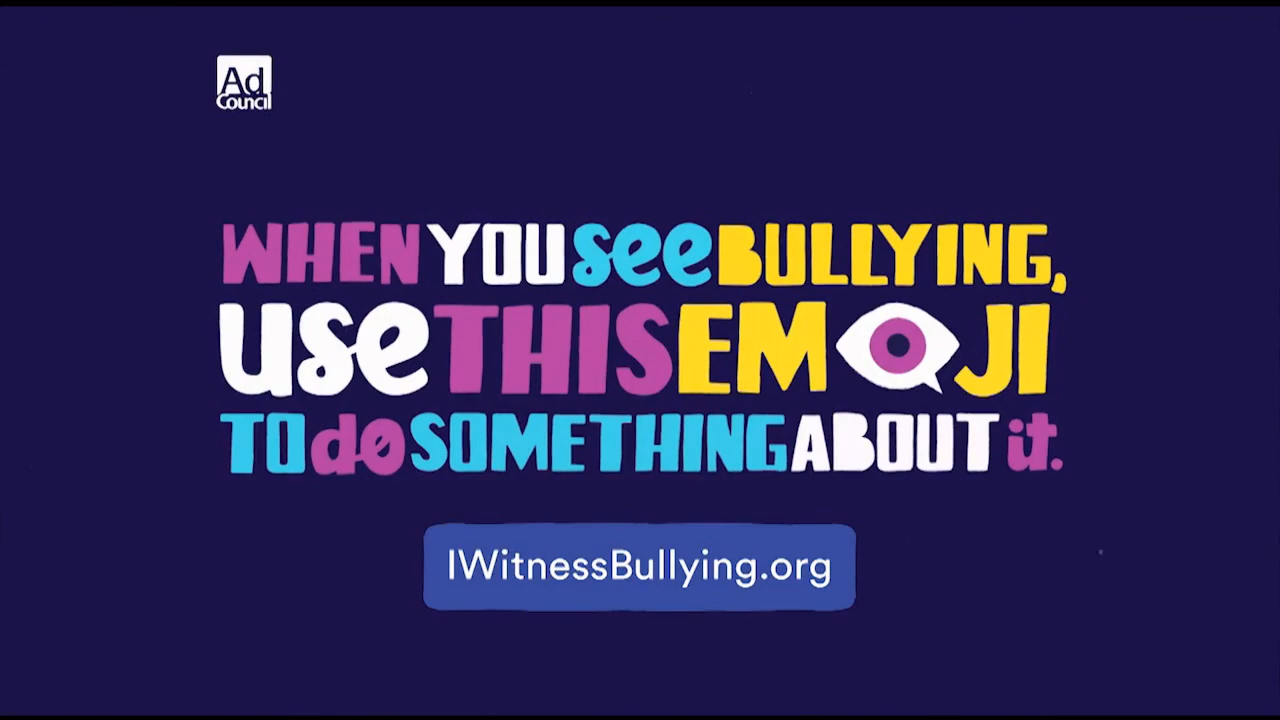 Ad
Council
WHEN YOU see BULLYING,
use THIS EMOJI
TO do SOMETHING ABOUT it.
IWitnessBullying.org